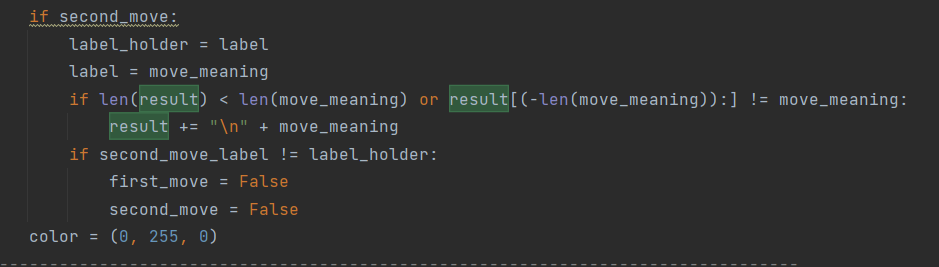 if second_move:
    label_holder = label
    label = move_meaning
    if len(result) < len(move_meaning) or result[(-len(move_meaning)):] != move_meaning:
        result += "\n" + move_meaning
    if second_move_label != label_holder:
        first_move = False
        second_move = False
color = (0, 255, 0)
--------------------------------------------------------------------------------